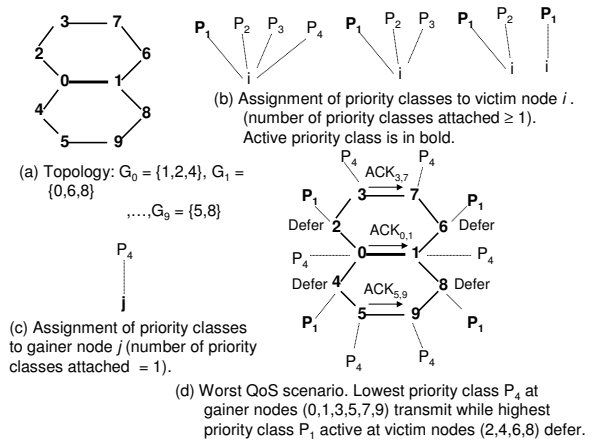 3 7
2 6
0 1
4 8
5 9
(a) Topology: G0 = {1,2,4}, G1 =
{0,6,8}
,…,G9 = {5,8}
P1 P2 P3 P4
i
P1 P2 P3
i
P1 P2
i
P1
i
(b) Assignment of priority classes to victim node i .
(number of priority classes attached ≥ 1).
Active priority class is in bold.
P4
j
(c) Assignment of priority classes
to gainer node j (number of priority
classes attached = 1).
P4 ACK3,7 P4
P1 3 7 P1
Defer 2 6 Defer
ACK0,1
P4 0 1 P4
Defer 4 8 Defer
ACK5,9
P1 5 9 P1
P4 P4
(d) Worst QoS scenario. Lowest priority class P4 at
gainer nodes (0,1,3,5,7,9) transmit while highest
priority class P1 active at victim nodes (2,4,6,8) defer.